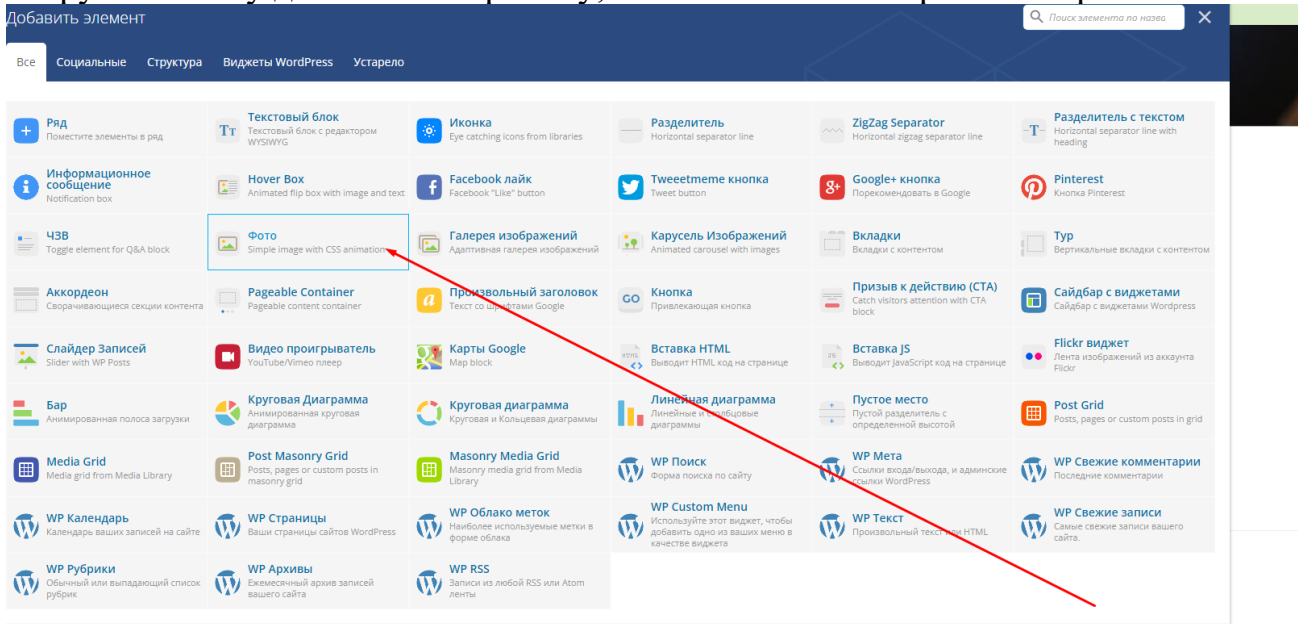 Добавить элемент
Поиск элемента по назва
Все Социальные Структура Виджеты WordPress Устарело
Ряд
Поместите элементы в ряд
Текстовый блок
Текстовый блок с редактором
WYSIWYG
Иконка
Eye catching icons from libraries
Разделитель
Horizontal separator line
ZigZag Separator
Horizontal zigzag separator line
Разделитель с текстом
Horizontal separator line with
heading
Информационное
сообщение
Notification box
Hover Box
Animated flip box with image and text
Facebook лайк
Facebook "Like" button
Tweeetmeme кнопка
Tweet button
Google+ кнопка
Порекомендовать в Google
Pinterest
Кнопка Pinterest
ЧЗВ
Toggle element for Q&A block
Фото
Simple image with CSS animation
Галерея изображений
Адаптивная галерея изображений
Карусель Изображений
Animated carousel with images
Вкладки
Вкладки с контентом
Тур
Вертикальные вкладки с контентом
Аккордеон
Сворачивающиеся секции контента
Pageable Container
Pageable content container
Произвольный заголовок
Текст со шрифтами Google
GO
Кнопка
Привлекающая кнопка
Призыв к действию (CTA)
Catch visitors attention with CTA
block
Сайдбар с виджетами
Сайдбар с виджетами Wordpress
Слайдер Записей
Slider with WP Posts
Видео проигрыватель
YouTube/Vimeo плеер
Карты Google
Map block
Вставка HTML
Выводит HTML код на странице
Вставка JS
Выводит JavaScript код на странице
Flickr виджет
Лента изображений из аккаунта
Flickr
Бар
Анимированная полоса загрузки
Круговая Диаграмма
Анимированная круговая
диаграмма
Круговая диаграмма
Круговая и Кольцевая диаграммы
Линейная диаграмма
Линейные и столбцовые
диаграммы
Пустое место
Пустой разделитель с
определенной высотой
Post Grid
Posts, pages or custom posts in grid
Media Grid
Media grid from Media Library
Post Masonry Grid
Posts, pages or custom posts in
masonry grid
Masonry Media Grid
Masonry media grid from Media
Library
WP Поиск
Форма поиска по сайту
WP Мета
Ссылки входа/выхода, и админские
ссылки WordPress
WP Свежие комментарии
Последние комментарии
WP Календарь
Календарь ваших записей на сайте
WP Страницы
Ваши страницы сайтов WordPress
WP Облако меток
Наиболее используемые метки в
форме облака
WP Custom Menu
Используйте этот виджет, чтобы
добавить одно из ваших меню в
качестве виджета
WP Текст
Произвольный текст или HTML
WP Свежие записи
Самые свежие записи вашего
сайта.
WP Рубрики
Обычный или выпадающий список
рубрик
WP Архивы
Ежемесячный архив записей
вашего сайта
WP RSS
Записи из любой RSS или Atom
ленты